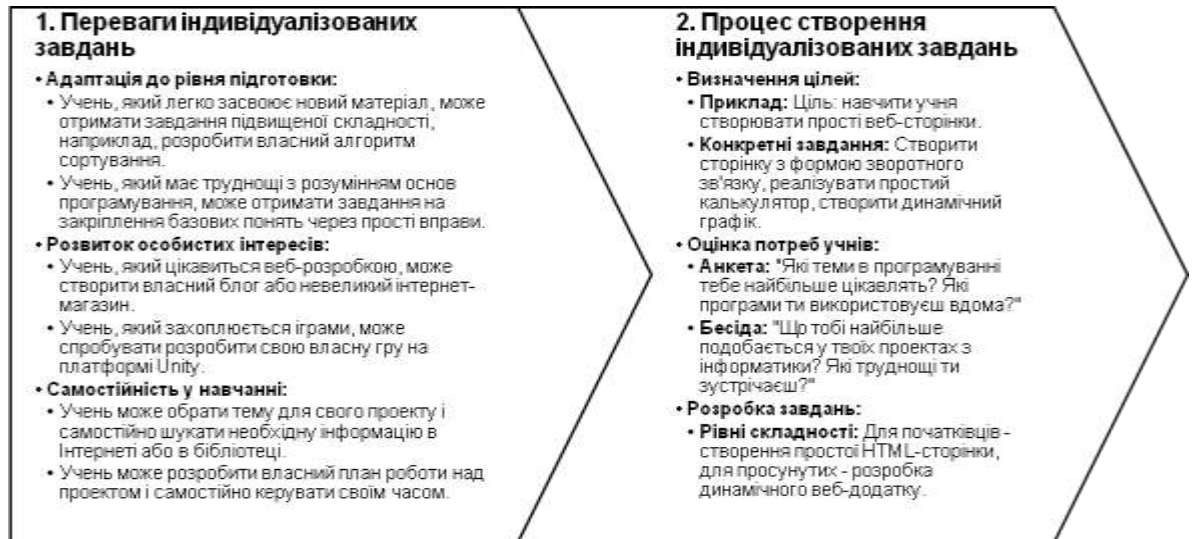 1. Переваги індивідуалізованих
завдань
• Адаптація до рівня підготовки:
• Учень, який легко засвоює новий матеріал, може
отримати завдання підвищеної складності,
наприклад, розробити власний алгоритм
сортування.
• Учень, який має труднощі з розумінням основ
програмування, може отримати завдання на
закріплення базових понять через прості вправи.
• Розвиток особистих інтересів:
• Учень, який цікавиться веб-розробкою, може
створити власний блог або невеликий інтернет-
магазин.
• Учень, який захоплюється іграми, може
спробувати розробити свою власну гру на
платформі Unity.
• Самостійність у навчанні:
• Учень може обрати тему для свого проекту і
самостійно шукати необхідну інформацію в
Інтернеті або в бібліотеці.
• Учень може розробити власний план роботи над
проектом і самостійно керувати своїм часом.
2. Процес створення
індивідуалізованих завдань
• Визначення цілей:
• Приклад: Ціль: навчити учня
створювати прості веб-сторінки.
• Конкретні завдання: Створити
сторінку з формою зворотного
зв'язку, реалізувати простий
калькулятор, створити динамічний
графік.
• Оцінка потреб учнів:
• Анкета: "Які теми в програмуванні
тебе найбільше цікавлять? Які
програми ти використовуєш вдома?"
• Бесіда: "Що тобі найбільше
подобається у твоїх проектах з
інформатики? Які труднощі ти
зустрічаєш?"
• Розробка завдань:
• Рівні складності: Для початківців -
створення простої HTML-сторінки,
для просунутих - розробка
динамічного веб-додатку.